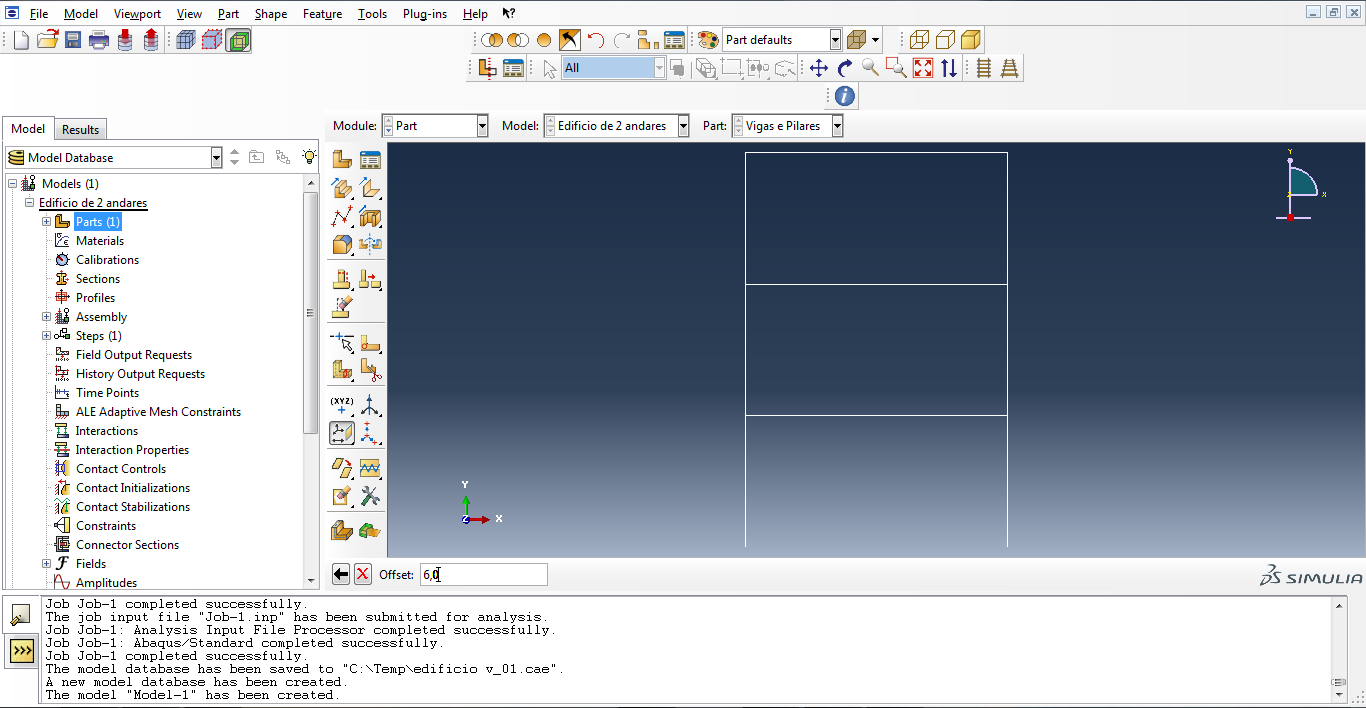 File Model Viewport View Part Shape Feature Tools Plug-ins Help
Part defaults
All
Module: Part Model: Edificio de 2 andares Part: Vigas e Pilares
Model Results
Model Database
Models (1)
Edificio de 2 andares
Parts (1)
Materials
Calibrations
Sections
Profiles
Assembly
Steps (1)
Field Output Requests
History Output Requests
Time Points
ALE Adaptive Mesh Constraints
Interactions
Interaction Properties
Contact Controls
Contact Initializations
Contact Stabilizations
Constraints
Connector Sections
Fields
Amplitudes
(XYZ)
Y
X
Z
Y
X
Z
Offset: 6,0
SIMULIA
Job Job-1 completed successfully.
The job input file "Job-1.inp" has been submitted for analysis.
Job Job-1: Analysis Input File Processor completed successfully.
Job Job-1: Abaqus/Standard completed successfully.
Job Job-1 completed successfully.
The model database has been saved to "C:\Temp\edificio v_01.cae".
A new model database has been created.
The model "Model-1" has been created.